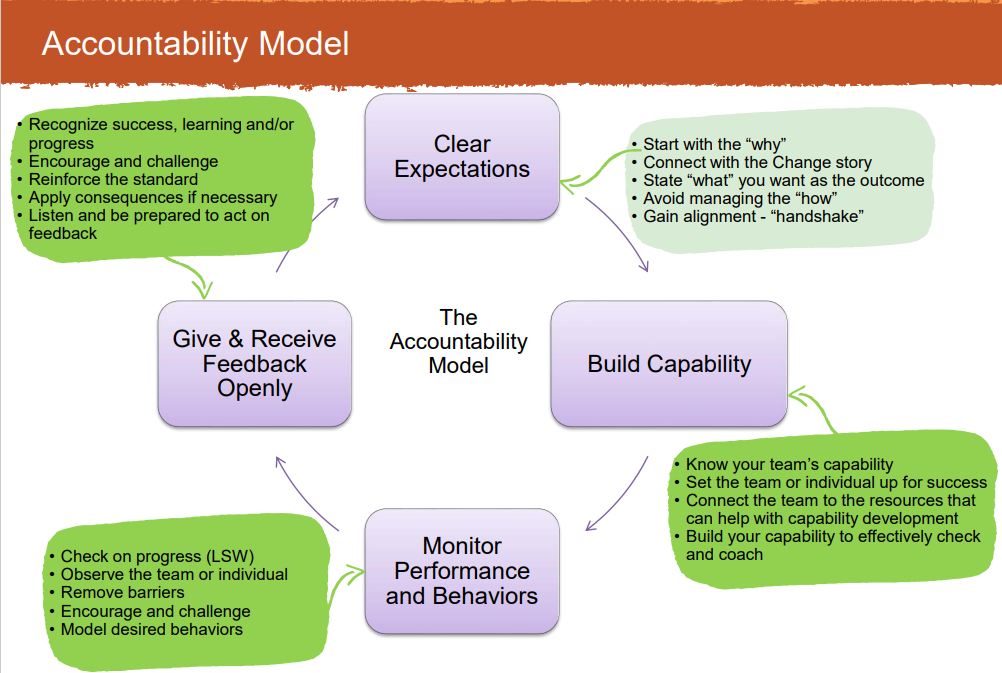 Accountability Model
• Recognize success, learning and/or
progress
• Encourage and challenge
• Reinforce the standard
• Apply consequences if necessary
• Listen and be prepared to act on
feedback
Clear
Expectations
• Start with the “why”
• Connect with the Change story
• State “what” you want as the outcome
• Avoid managing the “how”
• Gain alignment - “handshake”
Give & Receive
Feedback
Openly
The
Accountability
Model
Build Capability
• Know your team’s capability
• Set the team or individual up for success
• Connect the team to the resources that
can help with capability development
• Build your capability to effectively check
and coach
Monitor
Performance
and Behaviors
• Check on progress (LSW)
• Observe the team or individual
• Remove barriers
• Encourage and challenge
• Model desired behaviors